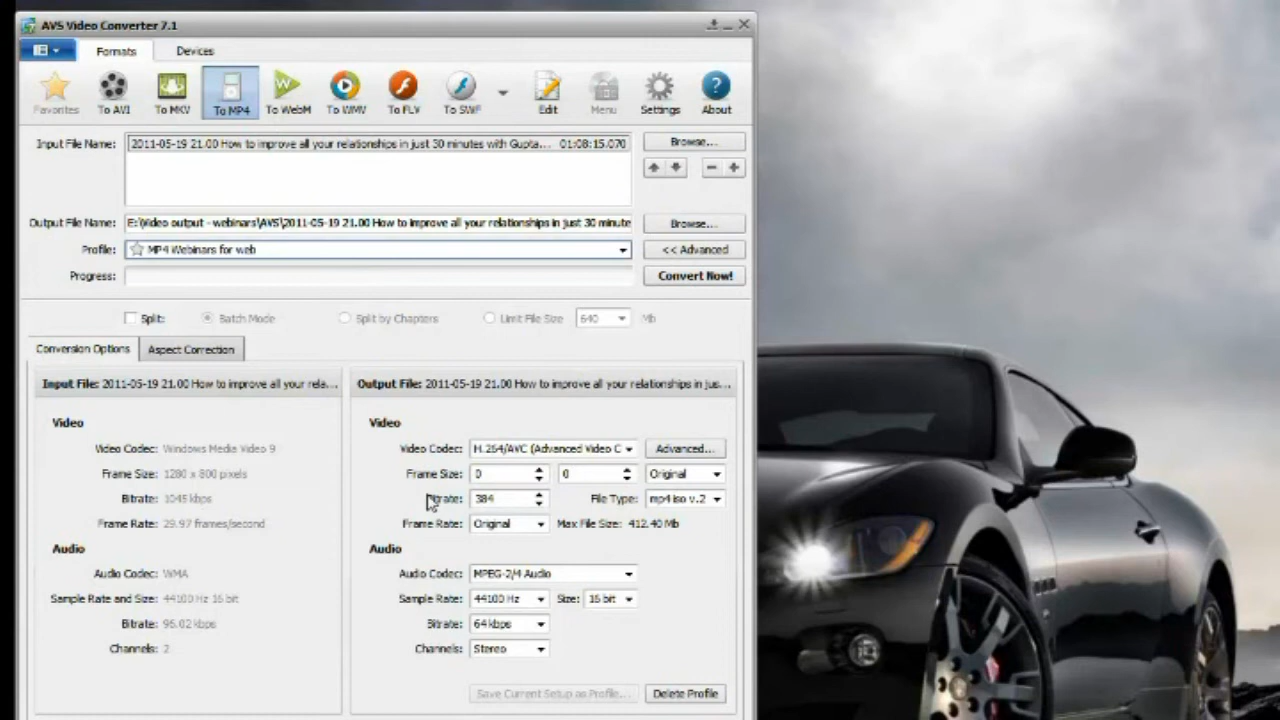 AVS Video Converter 7.1
Formats Devices
Favorites To AVI To MKV To MP4 To WebM To WMV To FLV To SWF Edit Menu Settings About
Input File Name: 2011-05-19 21.00 How to improve all your relationships in just 30 minutes with Gupta... 01:08:15.070 Browse...
Output File Name: E:\Video output - webinars\AVS\2011-05-19 21.00 How to improve all your relationships in just 30 minute Browse...
Profile: MP4 Webinars for web << Advanced
Progress: Convert Now!
Split: Batch Mode Split by Chapters Limit File Size 640 Mb
Conversion Options Aspect Correction
Input File: 2011-05-19 21.00 How to improve all your rela... Output File: 2011-05-19 21.00 How to improve all your relationships in jus...
Video Video
Video Codec: Windows Media Video 9 Video Codec: H.264/AVC (Advanced Video C Advanced...
Frame Size: 1280 x 800 pixels Frame Size: 0 0 Original
Bitrate: 1045 kbps Bitrate: 384 File Type: mp4 iso v.2
Frame Rate: 29.97 frames/second Frame Rate: Original Max File Size: 412.40 Mb
Audio Audio
Audio Codec: WMA Audio Codec: MPEG-2/4 Audio
Sample Rate and Size: 44100 Hz 16 bit Sample Rate: 44100 Hz Size: 16 bit
Bitrate: 96.02 kbps Bitrate: 64 kbps
Channels: 2 Channels: Stereo
Save Current Setup as Profile... Delete Profile